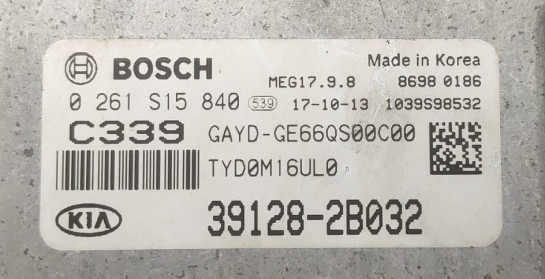 BOSCH Made in Korea
MEG17.9.8 8698 0186
0 261 S15 840 539 17-10-13 1039S98532
C339 GAYD-GE66QS00C00
TYD0M16UL0
KIA 39128-2B032